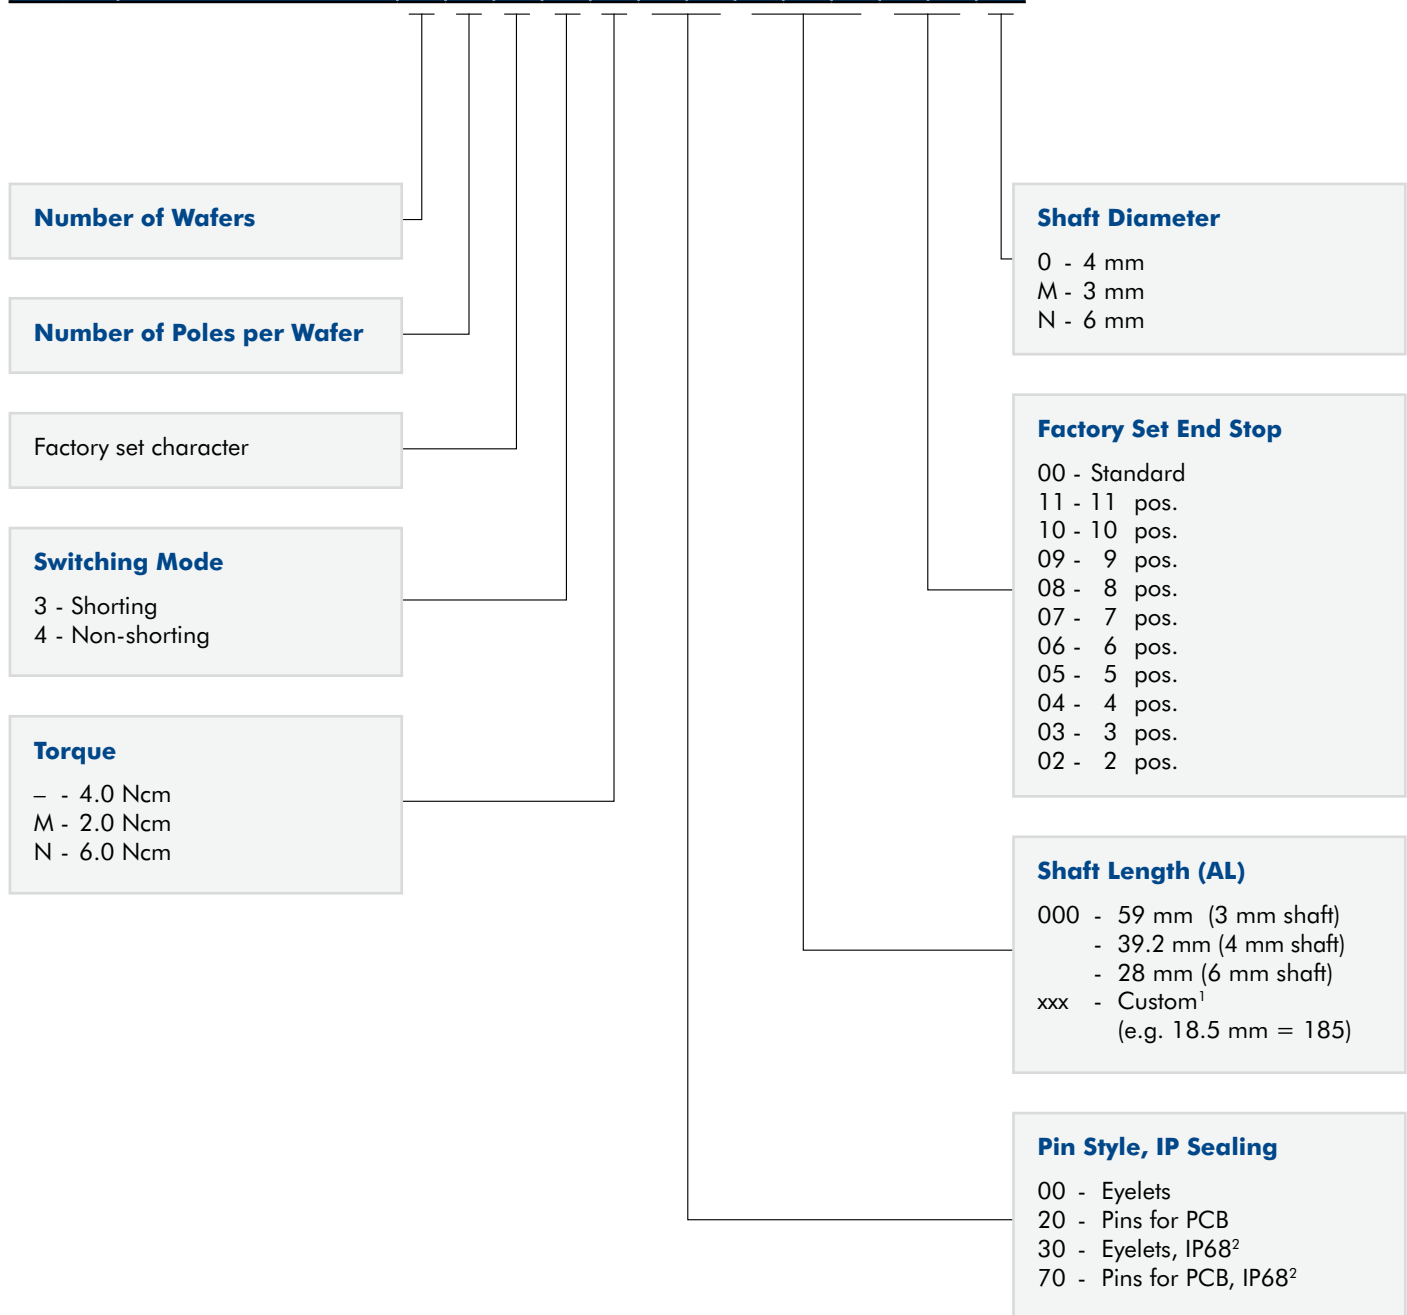 Number of Wafers
Number of Poles per Wafer
Factory set character
Switching Mode
3 - Shorting
4 - Non-shorting
Torque
– - 4.0 Ncm
M - 2.0 Ncm
N - 6.0 Ncm
Shaft Diameter
0 - 4 mm
M - 3 mm
N - 6 mm
Factory Set End Stop
00 - Standard
11 - 11 pos.
10 - 10 pos.
09 - 9 pos.
08 - 8 pos.
07 - 7 pos.
06 - 6 pos.
05 - 5 pos.
04 - 4 pos.
03 - 3 pos.
02 - 2 pos.
Shaft Length (AL)
000 - 59 mm (3 mm shaft)
- 39.2 mm (4 mm shaft)
- 28 mm (6 mm shaft)
xxx - Custom¹
(e.g. 18.5 mm = 185)
Pin Style, IP Sealing
00 - Eyelets
20 - Pins for PCB
30 - Eyelets, IP68²
70 - Pins for PCB, IP68²